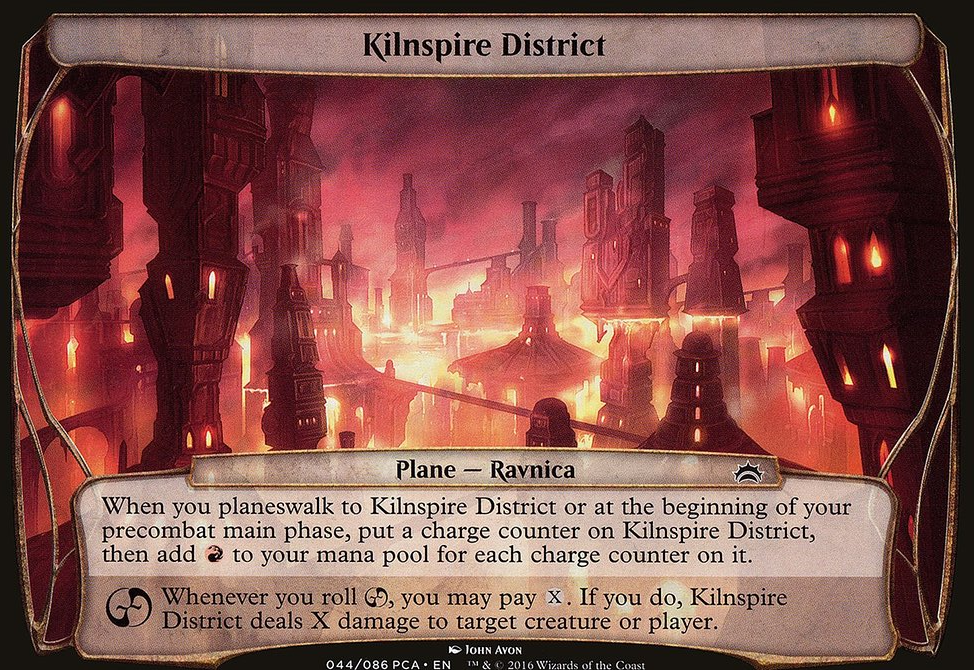 Kilnspire District
Plane — Ravnica
When you planeswalk to Kilnspire District or at the beginning of your
precombat main phase, put a charge counter on Kilnspire District,
then add to your mana pool for each charge counter on it.
Whenever you roll , you may pay X. If you do, Kilnspire
District deals X damage to target creature or player.
John Avon
044/086 PCA • EN ™ & © 2016 Wizards of the Coast